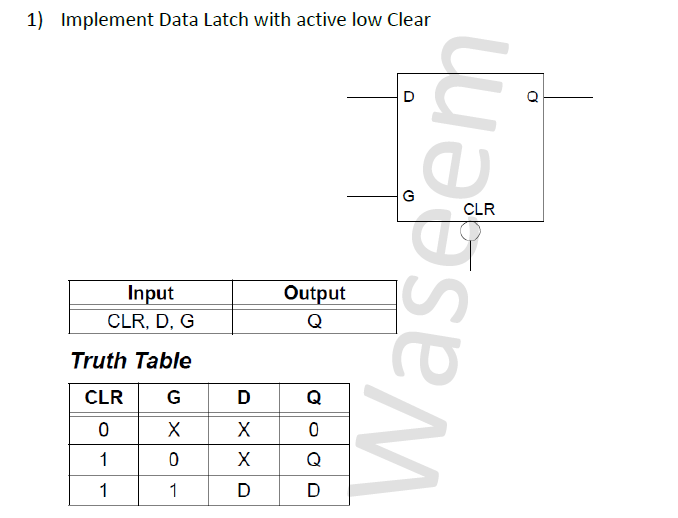 1) Implement Data Latch with active low Clear
D Q
G
CLR
Input Output
CLR, D, G Q
Truth Table
CLR G D Q
0 X X 0
1 0 X Q
1 1 D D
Waseem